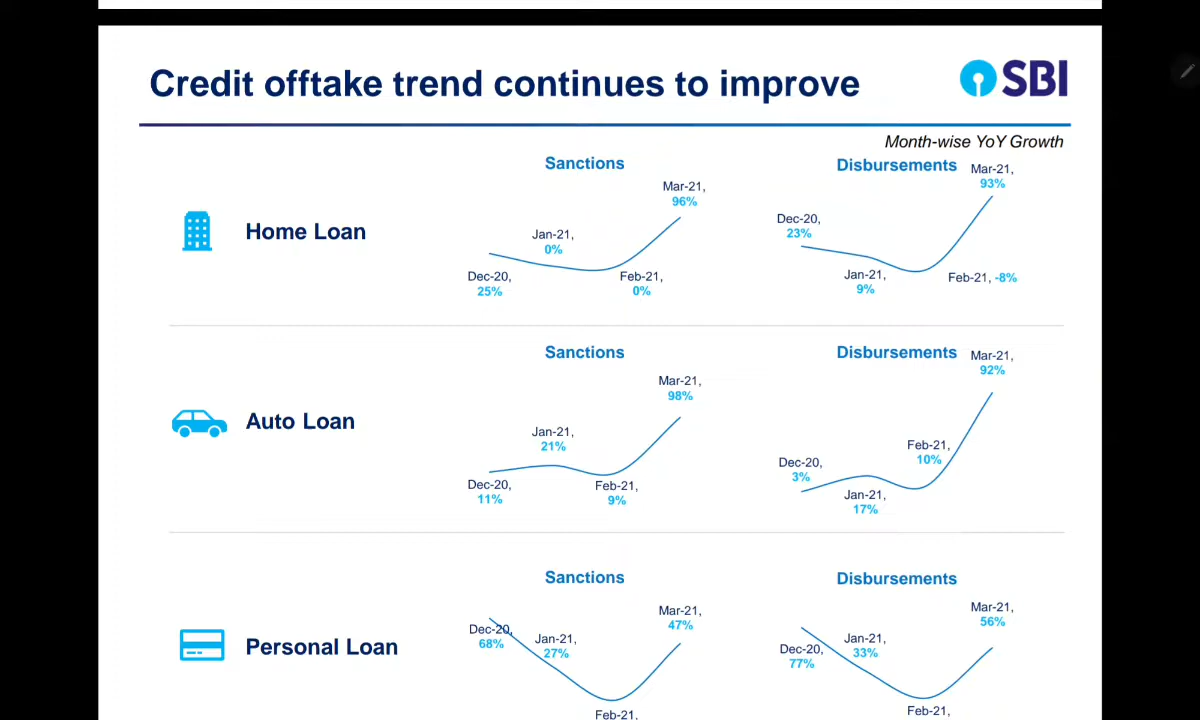 Credit offtake trend continues to improve
SBI
Month-wise YoY Growth
Home Loan
Sanctions
Dec-20,
25%
Jan-21,
0%
Feb-21,
0%
Mar-21,
96%
Disbursements
Dec-20,
23%
Jan-21,
9%
Feb-21, -8%
Mar-21,
93%
Auto Loan
Sanctions
Dec-20,
11%
Jan-21,
21%
Feb-21,
9%
Mar-21,
98%
Disbursements
Dec-20,
3%
Jan-21,
17%
Feb-21,
10%
Mar-21,
92%
Personal Loan
Sanctions
Dec-20,
68%
Jan-21,
27%
Feb-21,
Mar-21,
47%
Disbursements
Dec-20,
77%
Jan-21,
33%
Feb-21,
Mar-21,
56%